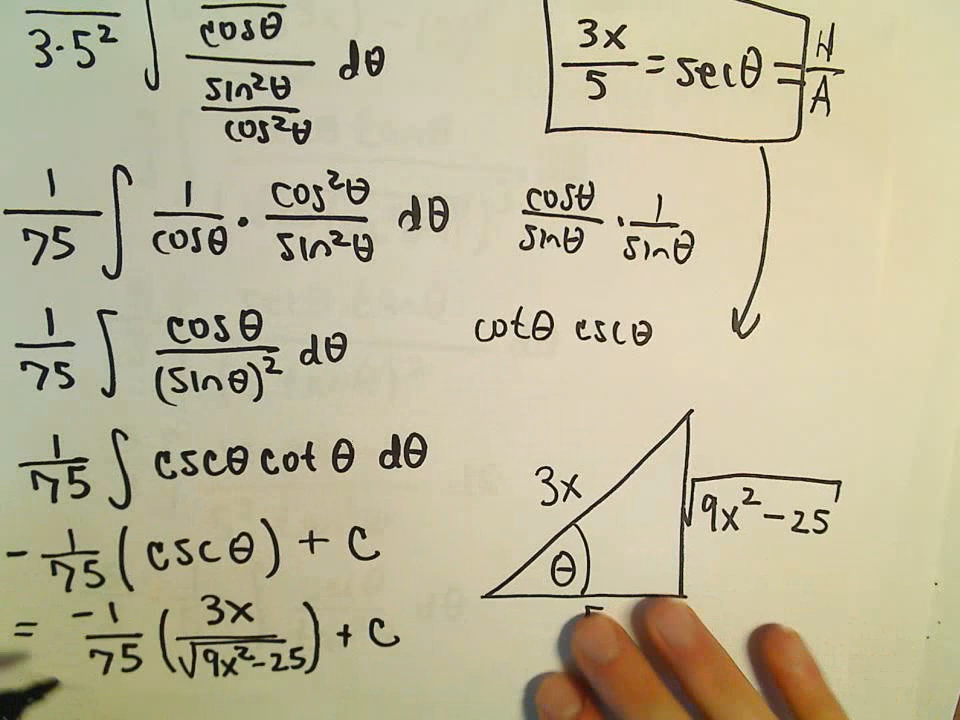 1/(3·5²) ∫ (1/cosθ)/(sin²θ/cos²θ) dθ
3x/5 = secθ = H/A
1/75 ∫ 1/cosθ · cos²θ/sin²θ dθ
cosθ/sinθ · 1/sinθ
1/75 ∫ cosθ/(sinθ)² dθ
cotθ cscθ
1/75 ∫ cscθ cot θ dθ
3x
√9x²-25
θ
- 1/75 (cscθ) + C
= -1/75 (3x/√9x²-25) + C